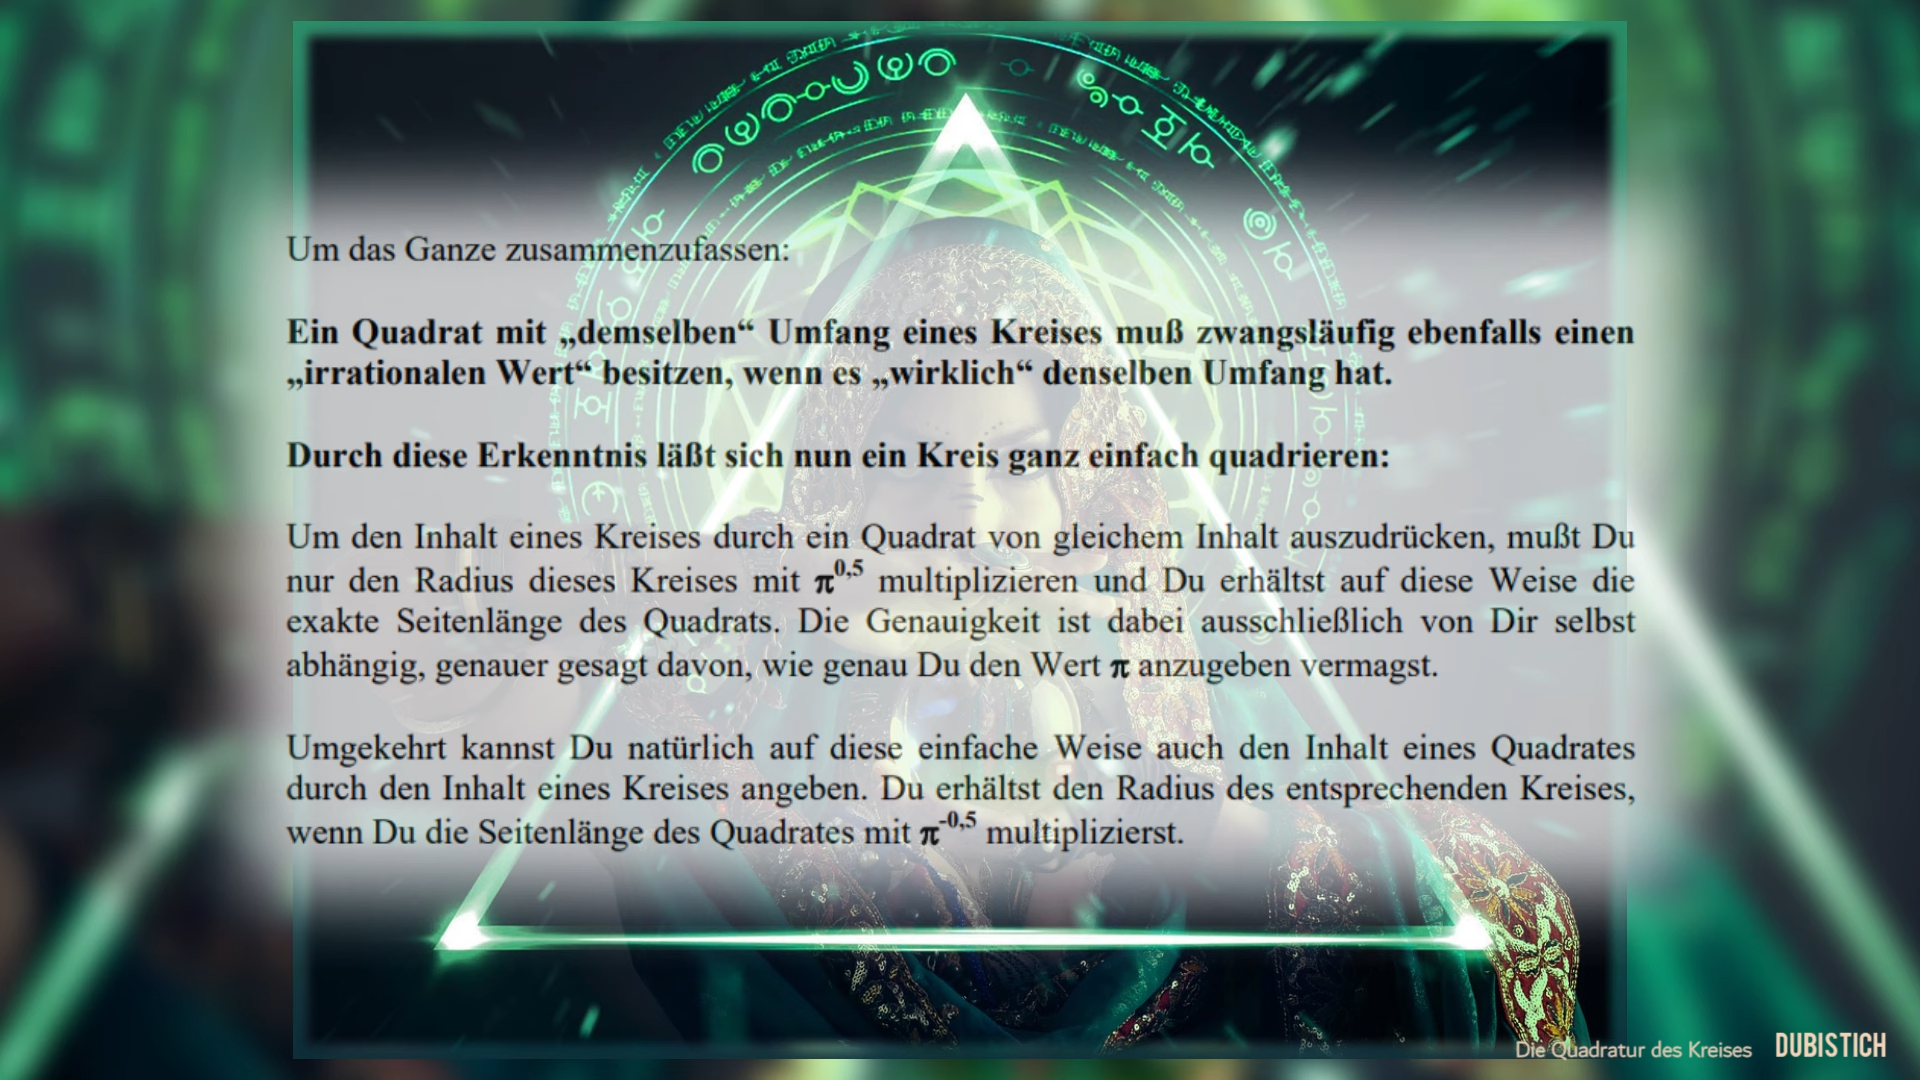 Um das Ganze zusammenzufassen:
Ein Quadrat mit „demselben“ Umfang eines Kreises muß zwangsläufig ebenfalls einen
„irrationalen Wert“ besitzen, wenn es „wirklich“ denselben Umfang hat.
Durch diese Erkenntnis läßt sich nun ein Kreis ganz einfach quadrieren:
Um den Inhalt eines Kreises durch ein Quadrat von gleichem Inhalt auszudrücken, mußt Du
nur den Radius dieses Kreises mit π^0,5 multiplizieren und Du erhältst auf diese Weise die
exakte Seitenlänge des Quadrats. Die Genauigkeit ist dabei ausschließlich von Dir selbst
abhängig, genauer gesagt davon, wie genau Du den Wert π anzugeben vermagst.
Umgekehrt kannst Du natürlich auf diese einfache Weise auch den Inhalt eines Quadrates
durch den Inhalt eines Kreises angeben. Du erhältst den Radius des entsprechenden Kreises,
wenn Du die Seitenlänge des Quadrates mit π^-0,5 multiplizierst.
Die Quadratur des Kreises DUBISTICH